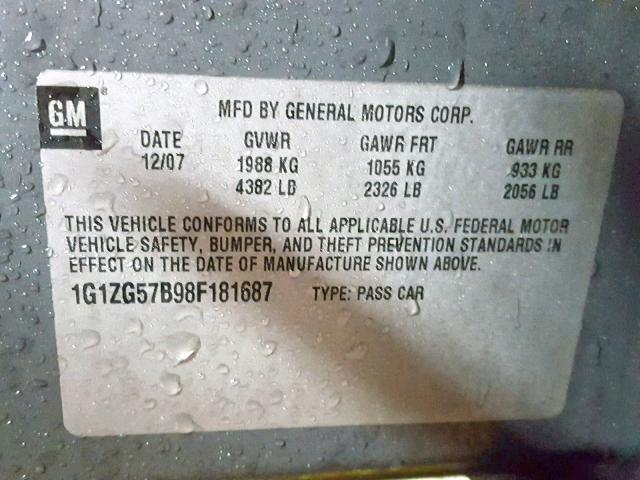 GM
MFD BY GENERAL MOTORS CORP.
DATE GVWR GAWR FRT GAWR RR
12/07 1988 KG 1055 KG 933 KG
4382 LB 2326 LB 2056 LB
THIS VEHICLE CONFORMS TO ALL APPLICABLE U.S. FEDERAL MOTOR
VEHICLE SAFETY, BUMPER, AND THEFT PREVENTION STANDARDS IN
EFFECT ON THE DATE OF MANUFACTURE SHOWN ABOVE.
1G1ZG57B98F181687 TYPE: PASS CAR